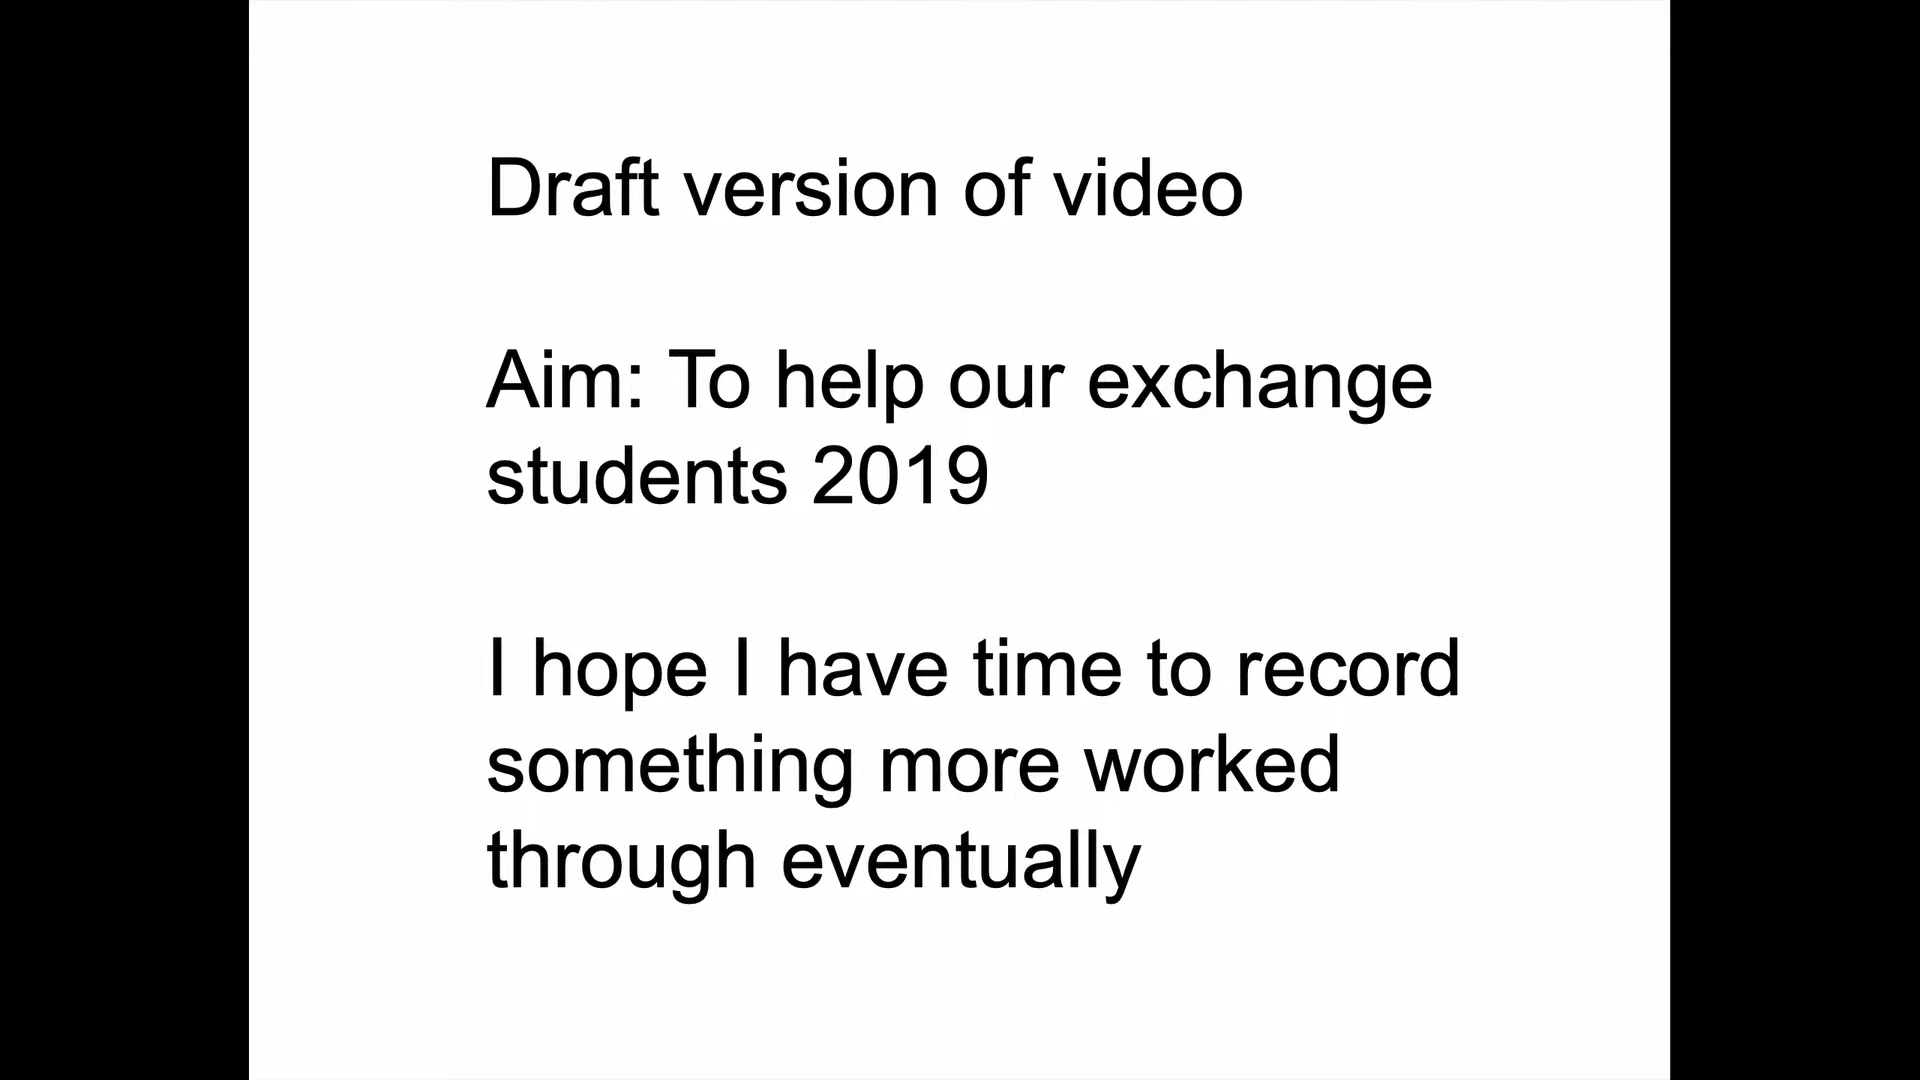 Draft version of video
Aim: To help our exchange
students 2019
I hope I have time to record
something more worked
through eventually